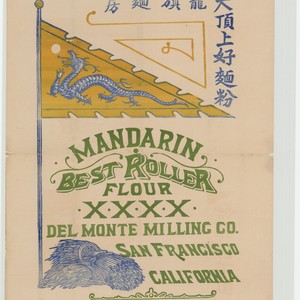 大頂上好麵粉
龍旗麵房
MANDARIN
BEST ROLLER
FLOUR
X·X·X·X
DEL MONTE MILLING CO.
SAN FRANCISCO
CALIFORNIA